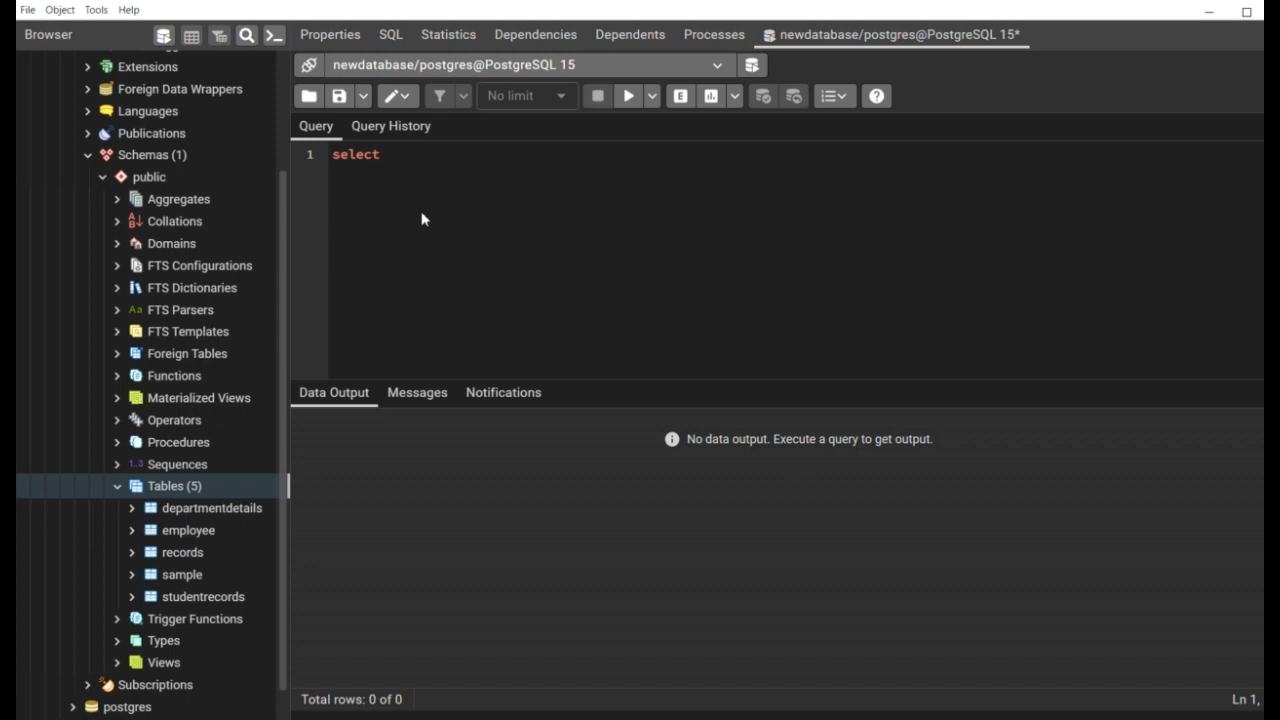 File Object Tools Help
Browser
Properties SQL Statistics Dependencies Dependents Processes newdatabase/postgres@PostgreSQL 15*
newdatabase/postgres@PostgreSQL 15
No limit
Query Query History
1 select
Extensions
Foreign Data Wrappers
Languages
Publications
Schemas (1)
public
Aggregates
Collations
Domains
FTS Configurations
FTS Dictionaries
Aa FTS Parsers
FTS Templates
Foreign Tables
Functions
Materialized Views
Operators
Procedures
1..3 Sequences
Tables (5)
departmentdetails
employee
records
sample
studentrecords
Trigger Functions
Types
Views
Subscriptions
postgres
Data Output Messages Notifications
No data output. Execute a query to get output.
Total rows: 0 of 0
Ln 1,